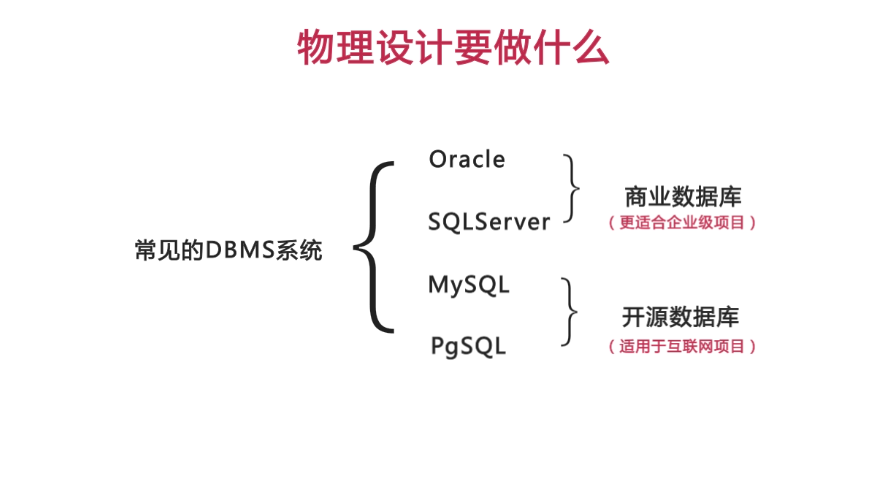 物理设计要做什么
常见的DBMS系统
Oracle
SQLServer
商业数据库
（更适合企业级项目）
MySQL
PgSQL
开源数据库
（适用于互联网项目）